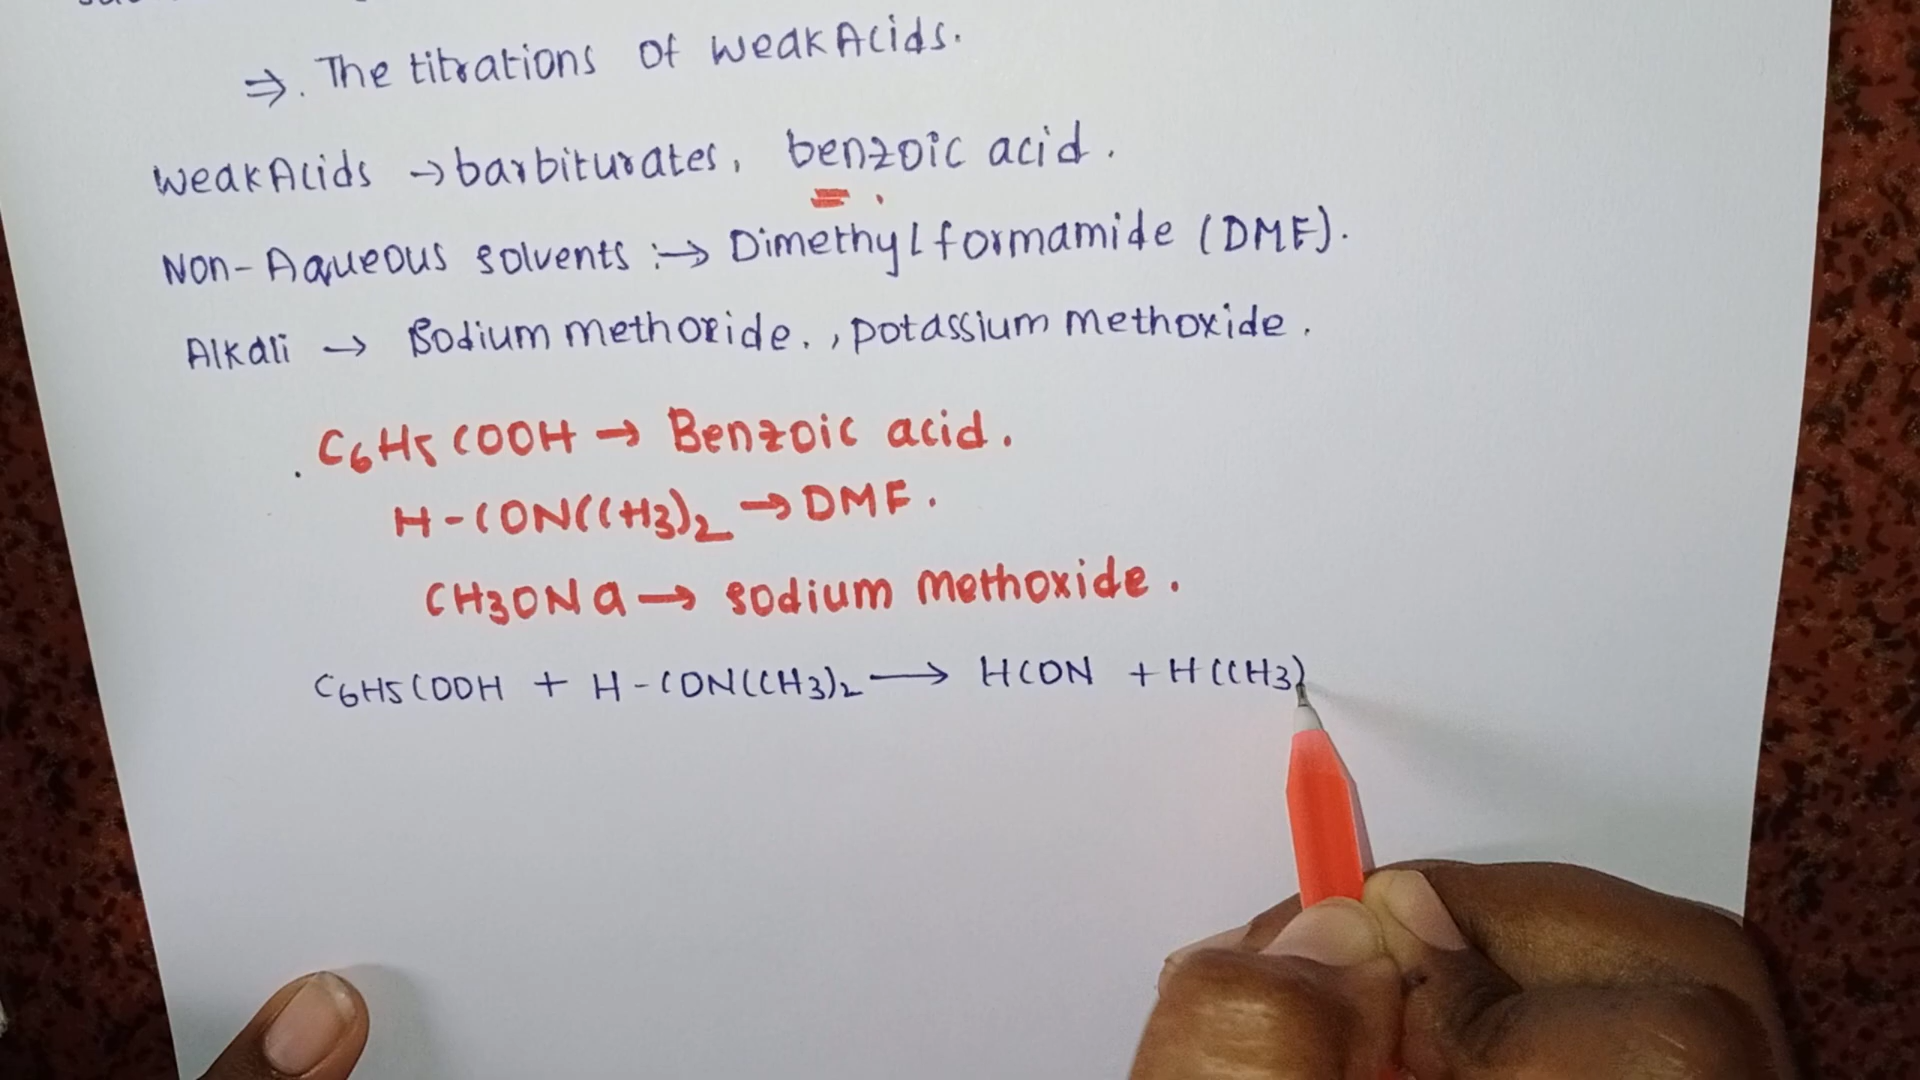 ⇒. The titrations of weak Acids.
weak Acids → barbiturates, benzoic acid.
Non-Aqueous solvents :→ Dimethyl formamide (DMF).
Alkali → Sodium methoxide., potassium methoxide.
C6H5COOH → Benzoic acid.
H-CON(CH3)2 → DMF.
CH3ONa → sodium methoxide.
C6H5COOH + H-CON(CH3)2 → HCON + H(CH3)